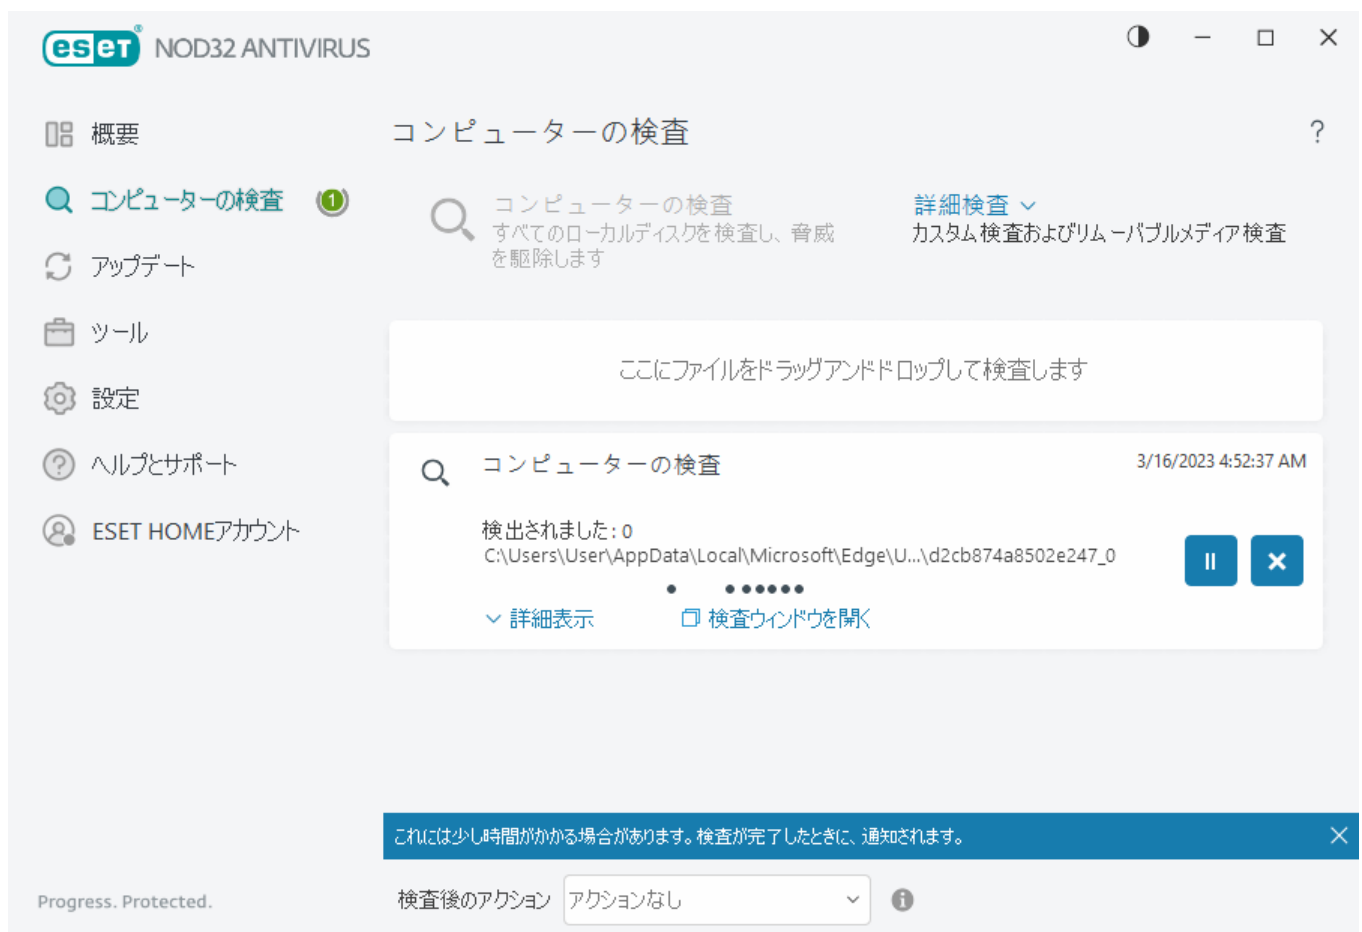 eset® NOD32 ANTIVIRUS
概要
コンピューターの検査 1
アップデート
ツール
設定
ヘルプとサポート
ESET HOMEアカウント
Progress. Protected.
コンピューターの検査 ?
コンピューターの検査
すべてのローカルディスクを検査し、脅威
を駆除します
詳細検査
カスタム検査およびリムーバブルメディア検査
ここにファイルをドラッグアンドドロップして検査します
コンピューターの検査 3/16/2023 4:52:37 AM
検出されました: 0
C:\Users\User\AppData\Local\Microsoft\Edge\U...\d2cb874a8502e247_0
詳細表示 検査ウィンドウを開く
これには少し時間がかかる場合があります。検査が完了したときに、通知されます。
検査後のアクション アクションなし